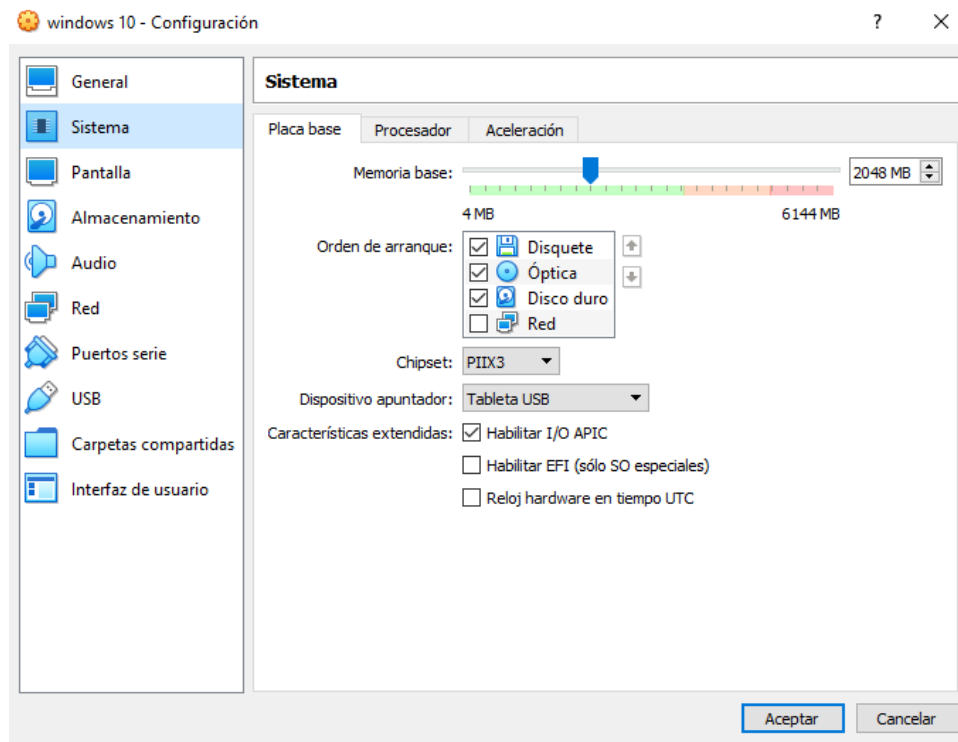 windows 10 - Configuración
?
General
Sistema
Pantalla
Almacenamiento
Audio
Red
Puertos serie
USB
Carpetas compartidas
Interfaz de usuario
Sistema
Placa base Procesador Aceleración
Memoria base: 2048 MB
4 MB 6144 MB
Orden de arranque: Disquete
Óptica
Disco duro
Red
Chipset: PIIX3
Dispositivo apuntador: Tableta USB
Características extendidas: Habilitar I/O APIC
Habilitar EFI (sólo SO especiales)
Reloj hardware en tiempo UTC
Aceptar Cancelar